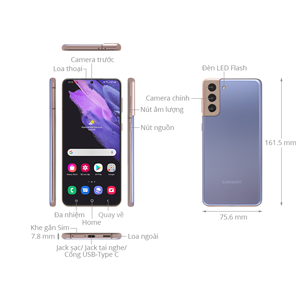 Camera trước
Loa thoại
Đèn LED Flash
Camera chính
Nút âm lượng
Nút nguồn
161.5 mm
SAMSUNG
Đa nhiệm
Home
Quay về
75.6 mm
Khe gắn Sim
7.8 mm
Loa ngoài
Jack sạc/ Jack tai nghe/
Cổng USB-Type C